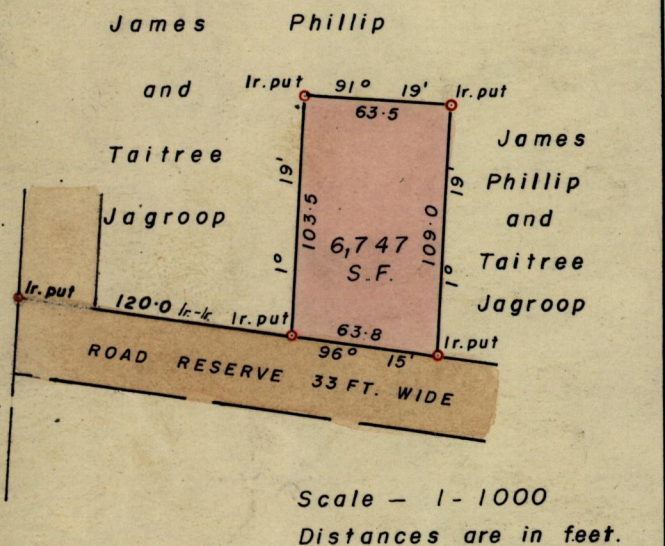 James Phillip
and
Taitree
Jagroop
Ir. put 91° 19' Ir. put
63·5
James
Phillip
and
Taitree
Jagroop
1° 19'
103·5
6,747
S.F.
109·0
1° 19'
Ir. put
120·0 Ir.-Ir.
Ir. put
63·8
96° 15'
Ir. put
ROAD RESERVE 33 FT. WIDE
Scale — 1-1000
Distances are in feet.